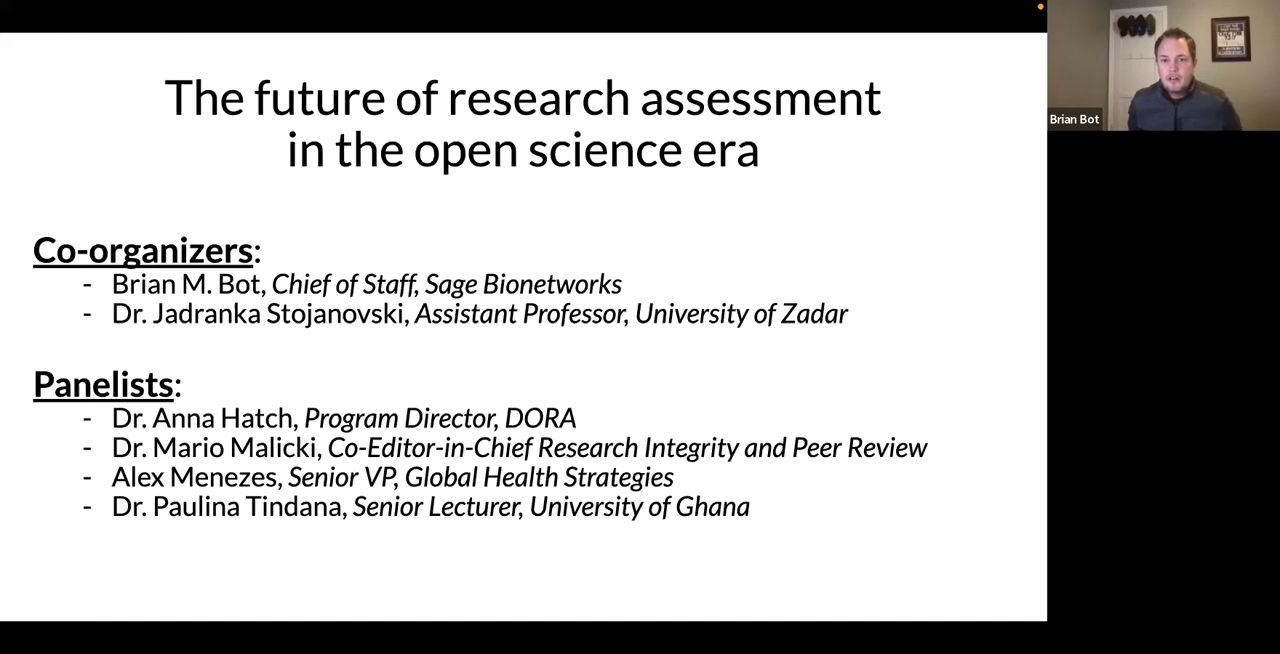 The future of research assessment
in the open science era
Co-organizers:
- Brian M. Bot, Chief of Staff, Sage Bionetworks
- Dr. Jadranka Stojanovski, Assistant Professor, University of Zadar
Panelists:
- Dr. Anna Hatch, Program Director, DORA
- Dr. Mario Malicki, Co-Editor-in-Chief Research Integrity and Peer Review
- Alex Menezes, Senior VP, Global Health Strategies
- Dr. Paulina Tindana, Senior Lecturer, University of Ghana
Brian Bot